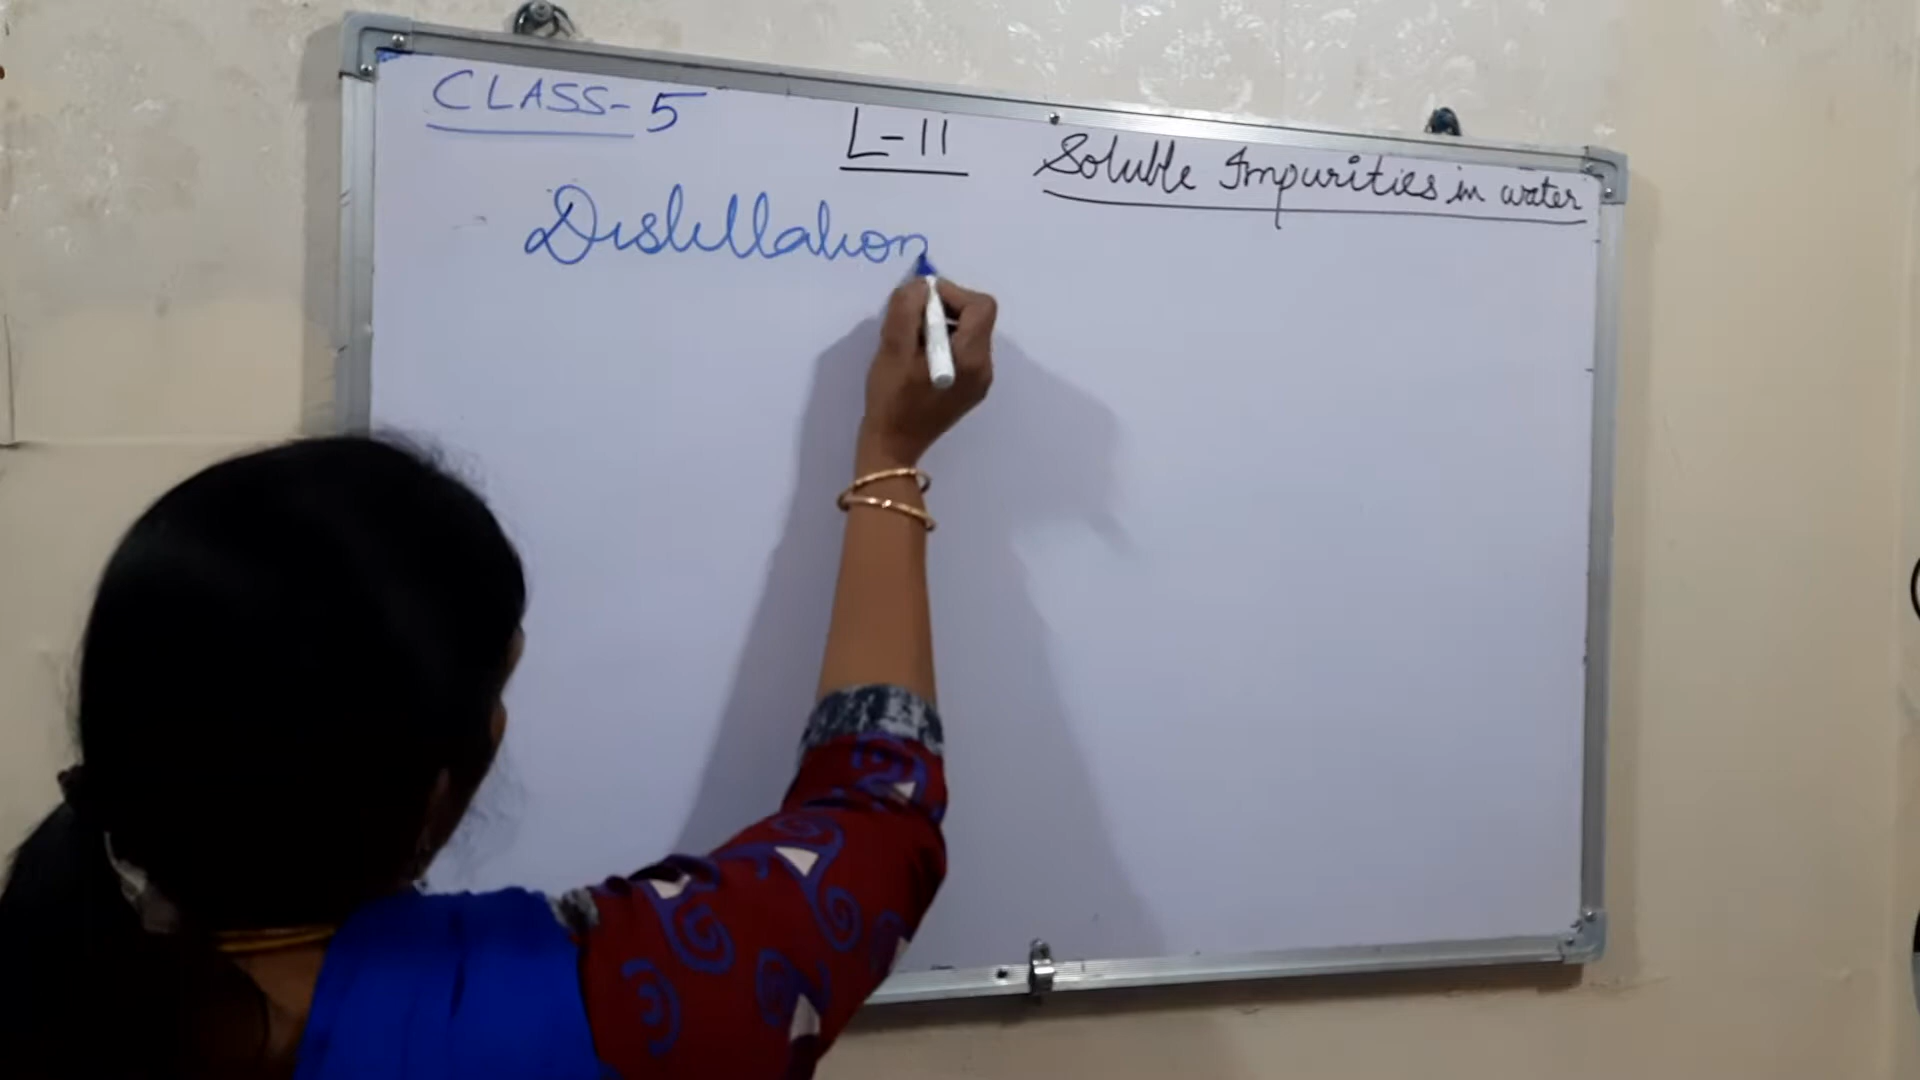 CLASS-5
L-11 Soluble Impurities in water
Distillation